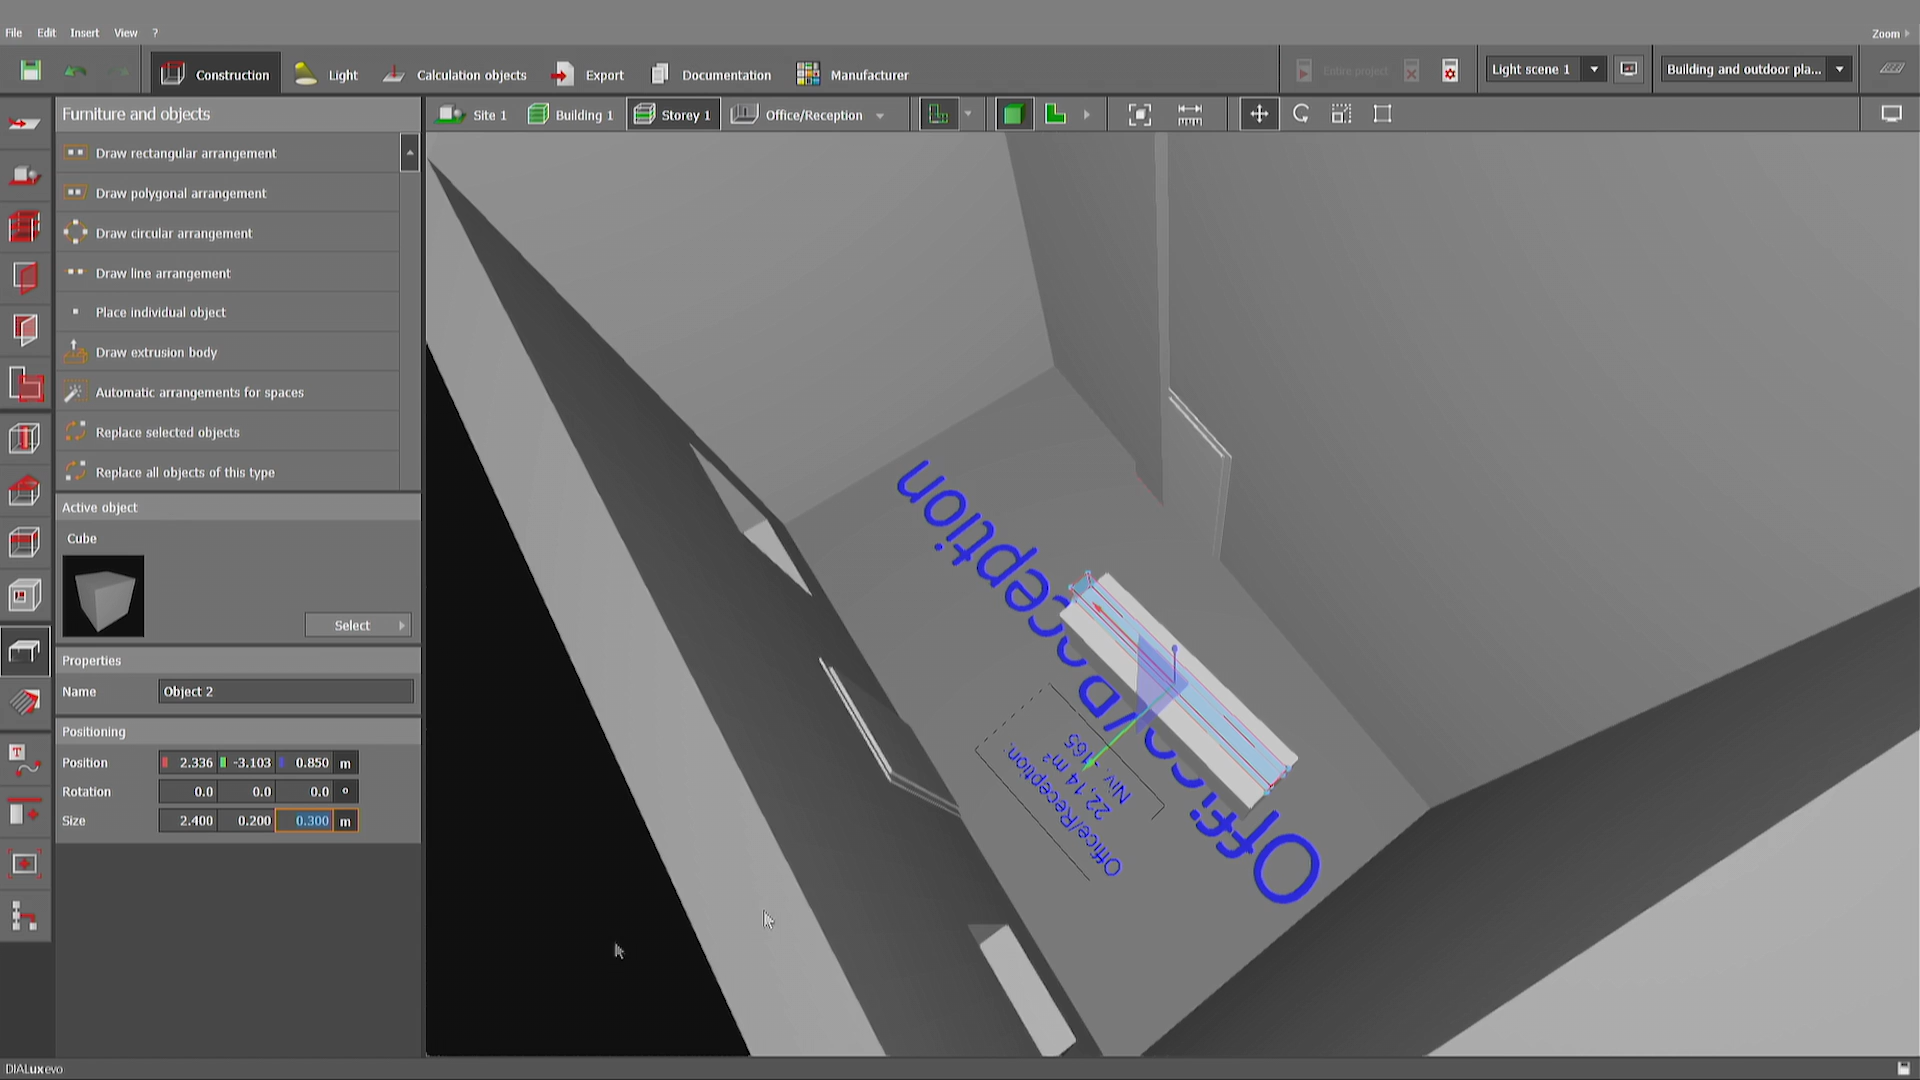 File Edit Insert View ?
Zoom
Construction Light Calculation objects Export Documentation Manufacturer
Entire project
Light scene 1
Building and outdoor pla...
Furniture and objects
Site 1 Building 1 Storey 1 Office/Reception
Draw rectangular arrangement
Draw polygonal arrangement
Draw circular arrangement
Draw line arrangement
Place individual object
Draw extrusion body
Automatic arrangements for spaces
Replace selected objects
Replace all objects of this type
Active object
Cube
Select
Properties
Name Object 2
Positioning
Position 2.336 -3.103 0.850 m
Rotation 0.0 0.0 0.0 °
Size 2.400 0.200 0.300 m
Office/Reception
Office/Reception.
22,14 m²
Niv. -165
DIALux evo